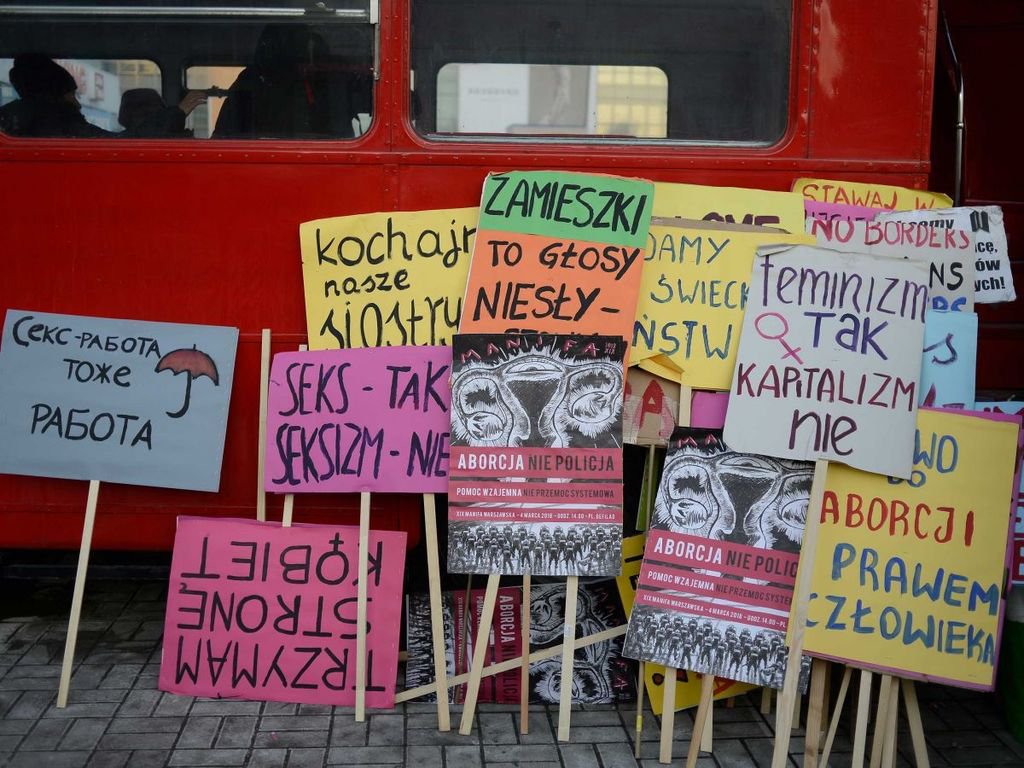 Секс-работа
тоже
работа
kochajm
nasze
siostry
SEKS - TAK
SEKSIZM - NIE
TRZYMAM
STRONĘ
KOBIET
ZAMIESZKI
TO GŁOSY
NIESŁY-
MANIFA
ABORCJA NIE POLICJA
POMOC WZAJEMNA NIE PRZEMOC SYSTEMOWA
XIX MANIFA WARSZAWSKA - 4 MARCA 2018 - GODZ. 14.00 - PL. DEFILAD
ABORCJA
DAMY
ŚWIECK
ŃSTW
STAWAJ W
NO BORDERS
feminizm
TAK
KAPITALIZM
nie
MA
ABORCJA NIE POLIC
POMOC WZAJEMNA NIE PRZEMOC SYSTEMOWA
XIX MANIFA WARSZAWSKA - 4 MARCA 2018 - GODZ. 14.00 - PL. DEFILAD
WO
DO
ABORCJI
PRAWEM
CZŁOWIEKA